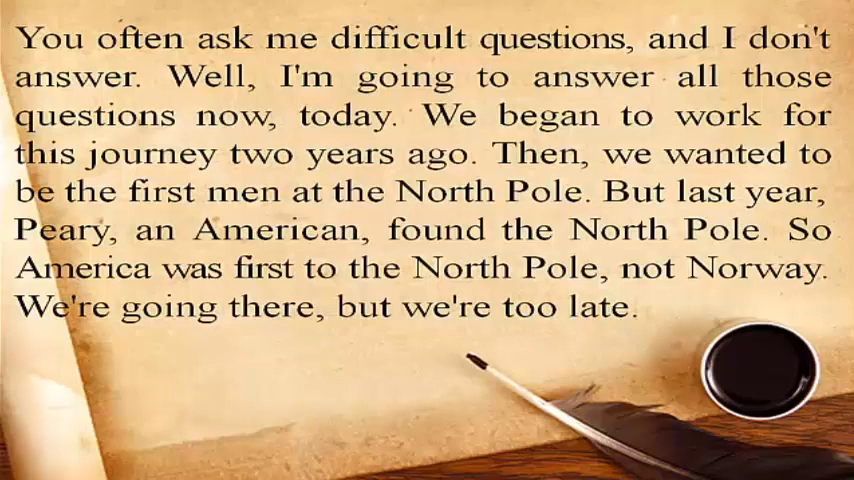 You often ask me difficult questions, and I don't
answer. Well, I'm going to answer all those
questions now, today. We began to work for
this journey two years ago. Then, we wanted to
be the first men at the North Pole. But last year,
Peary, an American, found the North Pole. So
America was first to the North Pole, not Norway.
We're going there, but we're too late.